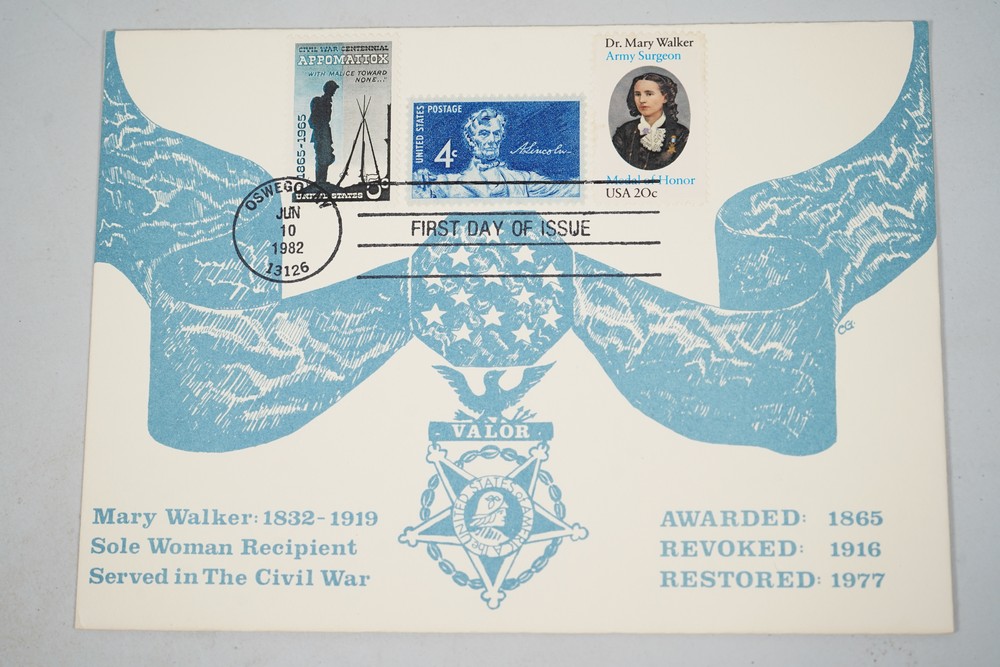 CIVIL WAR CENTENNIAL
APPOMATTOX
WITH MALICE TOWARD
NONE..."
1865-1965
UNITED STATES 5c
UNITED STATES
POSTAGE
4c
A. Lincoln
Dr. Mary Walker
Army Surgeon
Medal of Honor
USA 20c
OSWEGO, NY
JUN
10
1982
13126
FIRST DAY OF ISSUE
CG
VALOR
THE UNITED STATES OF AMERICA
Mary Walker: 1832-1919
Sole Woman Recipient
Served in The Civil War
AWARDED: 1865
REVOKED: 1916
RESTORED: 1977